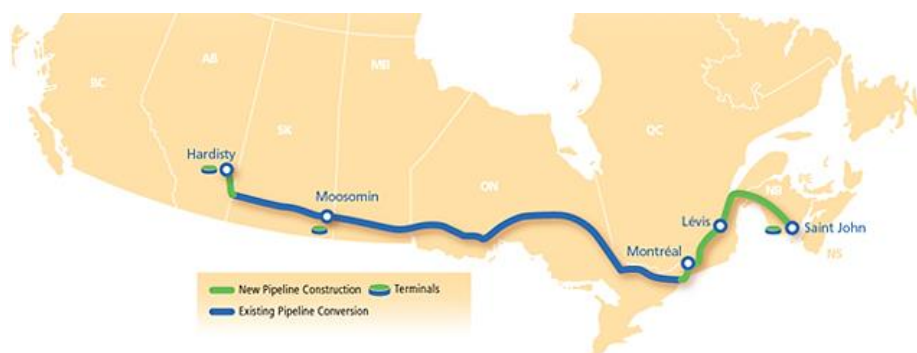 BC
AB
SK
MB
ON
QC
NB
PE
NS
Hardisty
Moosomin
Montréal
Lévis
Saint John
New Pipeline Construction
Terminals
Existing Pipeline Conversion